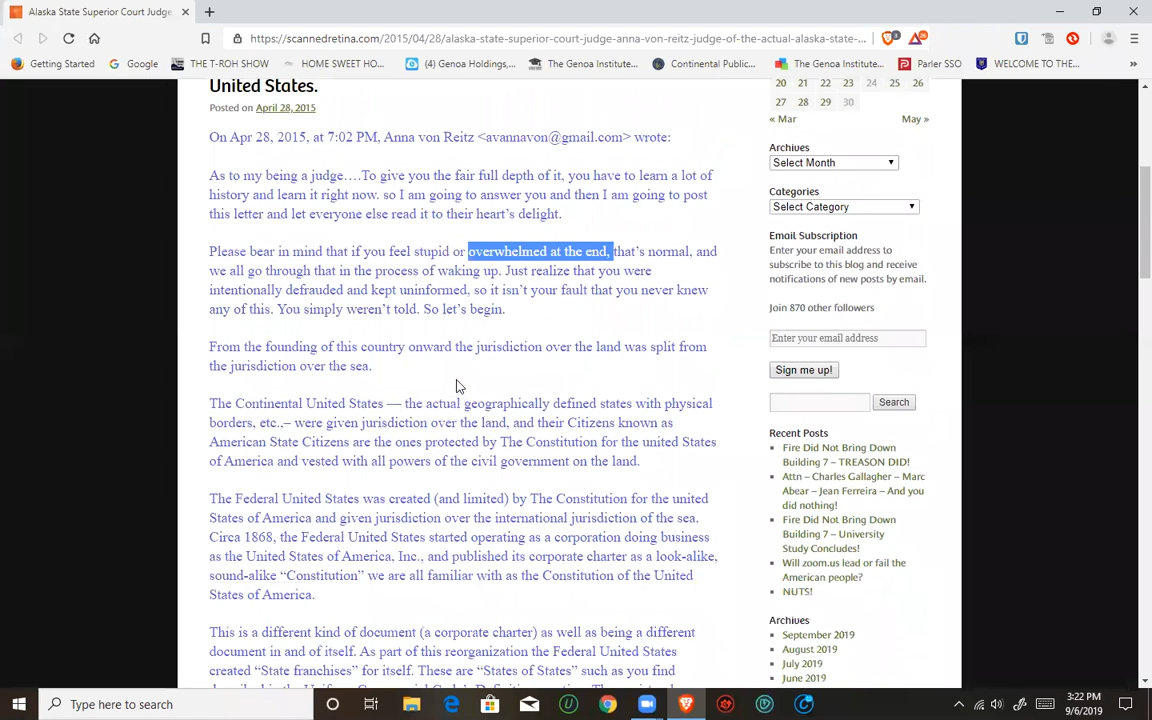 Alaska State Superior Court Judge
https://scannedretina.com/2015/04/28/alaska-state-superior-court-judge-anna-von-reitz-judge-of-the-actual-alaska-state-...
Getting Started
Google
THE T-ROH SHOW
HOME SWEET HO...
(4) Genoa Holdings,...
The Genoa Institute...
Continental Public...
The Genoa Institute...
Parler SSO
WELCOME TO THE...
United States.
Posted on April 28, 2015
On Apr 28, 2015, at 7:02 PM, Anna von Reitz <avannavon@gmail.com> wrote:
As to my being a judge….To give you the fair full depth of it, you have to learn a lot of
history and learn it right now. so I am going to answer you and then I am going to post
this letter and let everyone else read it to their heart's delight.
Please bear in mind that if you feel stupid or overwhelmed at the end, that's normal, and
we all go through that in the process of waking up. Just realize that you were
intentionally defrauded and kept uninformed, so it isn't your fault that you never knew
any of this. You simply weren't told. So let's begin.
From the founding of this country onward the jurisdiction over the land was split from
the jurisdiction over the sea.
The Continental United States — the actual geographically defined states with physical
borders, etc.,– were given jurisdiction over the land, and their Citizens known as
American State Citizens are the ones protected by The Constitution for the united States
of America and vested with all powers of the civil government on the land.
The Federal United States was created (and limited) by The Constitution for the united
States of America and given jurisdiction over the international jurisdiction of the sea.
Circa 1868, the Federal United States started operating as a corporation doing business
as the United States of America, Inc., and published its corporate charter as a look-alike,
sound-alike "Constitution" we are all familiar with as the Constitution of the United
States of America.
This is a different kind of document (a corporate charter) as well as being a different
document in and of itself. As part of this reorganization the Federal United States
created "State franchises" for itself. These are "States of States" such as you find
20 21 22 23 24 25 26
27 28 29 30
« Mar May »
Archives
Select Month
Categories
Select Category
Email Subscription
Enter your email address to
subscribe to this blog and receive
notifications of new posts by email.
Join 870 other followers
Enter your email address
Sign me up!
Search
Recent Posts
Fire Did Not Bring Down
Building 7 – TREASON DID!
Attn – Charles Gallagher – Marc
Abear – Jean Ferreira – And you
did nothing!
Fire Did Not Bring Down
Building 7 – University
Study Concludes!
Will zoom.us lead or fail the
American people?
NUTS!
Archives
September 2019
August 2019
July 2019
June 2019
Type here to search
3:22 PM
9/6/2019